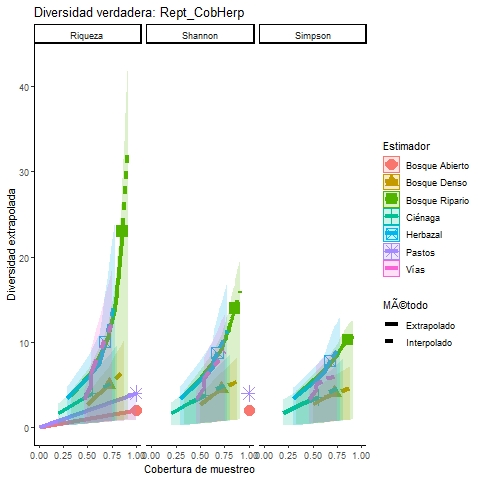 Diversidad verdadera: Rept_CobHerp
Riqueza
Shannon
Simpson
Diversidad extrapolada
40
30
20
10
0
0.00 0.25 0.50 0.75 1.00
0.00 0.25 0.50 0.75 1.00
0.00 0.25 0.50 0.75 1.00
Cobertura de muestreo
Estimador
Bosque Abierto
Bosque Denso
Bosque Ripario
Ciénaga
Herbazal
Pastos
Vías
MÃ©todo
Extrapolado
Interpolado